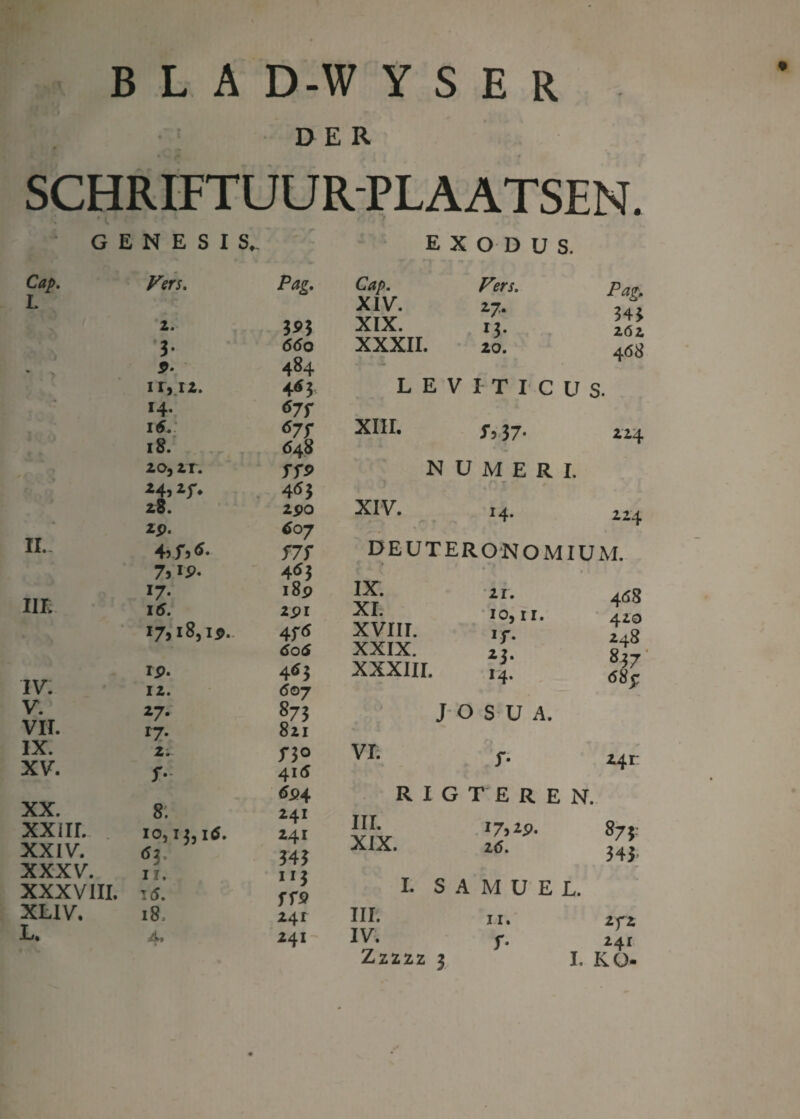 BLAD-WYSER
DER
SCHRIFTUUR-PLAATSEN.
GENESIS.
Cap. Vers. Pag.
I.
2. 393
3. 660
9. 484
11, 12. 463
14. 675
16. 675
18. 648
20, 21. 559
24, 25. 463
28. 290
29. 607
II. 4, 5, 6. 575
7, 19. 463
17. 189
III. 16. 291
17, 18, 19. 456
606
19. 463
IV. 12. 607
V. 27. 873
VII. 17. 821
IX. 2. 530
XV. 5. 416
694
XX. 8. 241
XXIII. 10, 13, 16. 241
XXIV. 63. 343
XXXV. 11. 113
XXXVIII. 16. 559
XLIV. 18. 241
L. 4. 241
EXODUS.
Cap. Vers. Pag.
XIV. 27. 343
XIX. 13. 262
XXXII. 20. 468
LEVITICUS.
XIII. 5, 37. 224
NUMERI.
XIV. 14. 224
DEUTERONOMIUM.
IX. 21. 468
XI. 10, 11. 420
XVIII. 15. 248
XXIX. 23. 837
XXXIII. 14. 685
JOSUA.
VI. 5. 241
RIGTEREN.
III. 17, 29. 873
XIX. 26. 343
I. SAMUEL.
III. 11. 252
IV. 5. 241
Zzzzz 3 I. KO-